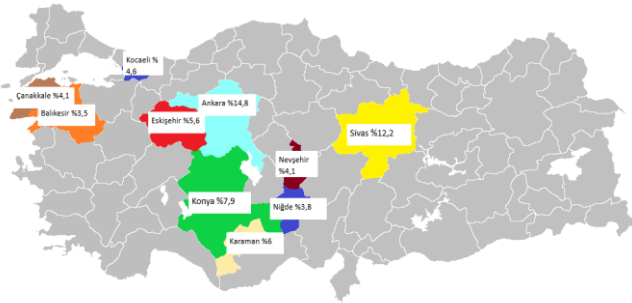 Kocaeli %
4,6
Çanakkale %4,1
Balıkesir %3,5
Ankara %14,8
Eskişehir %5,6
Sivas %12,2
Nevşehir
%4,1
Konya %7,9
Niğde %3,8
Karaman %6